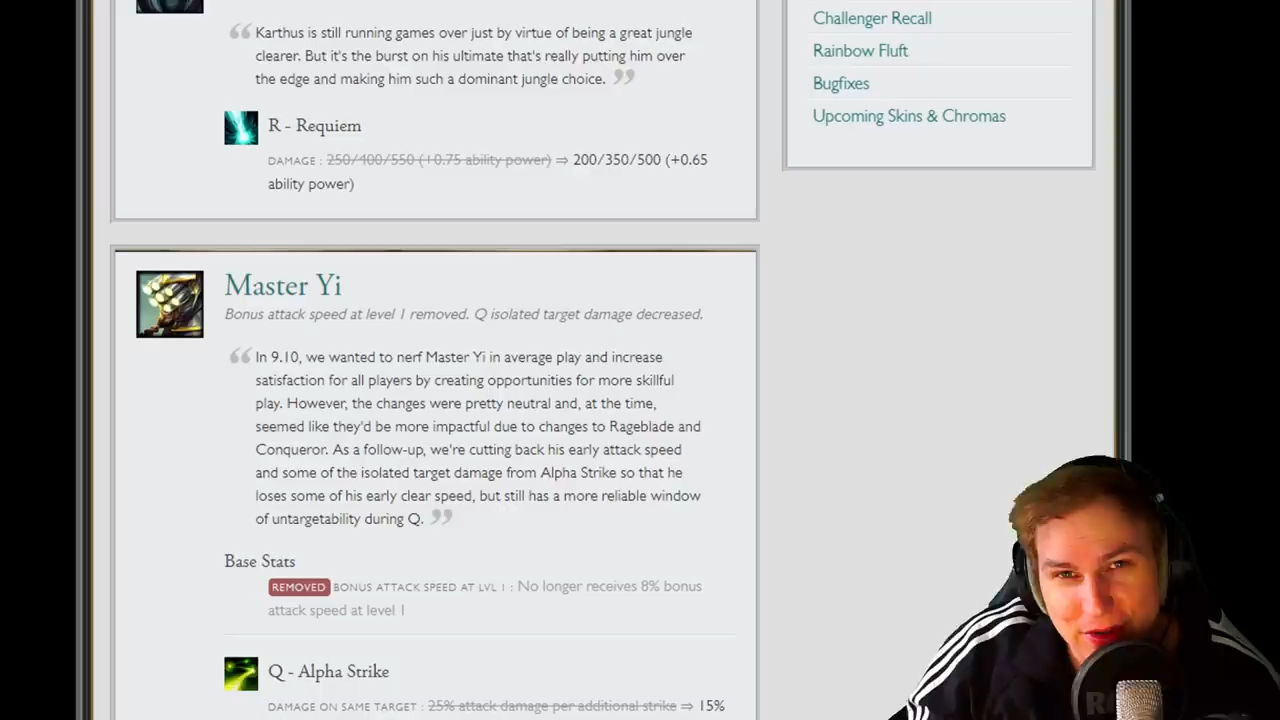 Karthus is still running games over just by virtue of being a great jungle
clearer. But it's the burst on his ultimate that's really putting him over
the edge and making him such a dominant jungle choice.
R - Requiem
DAMAGE : 250/400/550 (+0.75 ability power) ⇒ 200/350/500 (+0.65
ability power)
Master Yi
Bonus attack speed at level 1 removed. Q isolated target damage decreased.
In 9.10, we wanted to nerf Master Yi in average play and increase
satisfaction for all players by creating opportunities for more skillful
play. However, the changes were pretty neutral and, at the time,
seemed like they'd be more impactful due to changes to Rageblade and
Conqueror. As a follow-up, we're cutting back his early attack speed
and some of the isolated target damage from Alpha Strike so that he
loses some of his early clear speed, but still has a more reliable window
of untargetability during Q.
Base Stats
REMOVED BONUS ATTACK SPEED AT LVL 1 : No longer receives 8% bonus
attack speed at level 1
Q - Alpha Strike
DAMAGE ON SAME TARGET : 25% attack damage per additional strike ⇒ 15%
Challenger Recall
Rainbow Fluft
Bugfixes
Upcoming Skins & Chromas